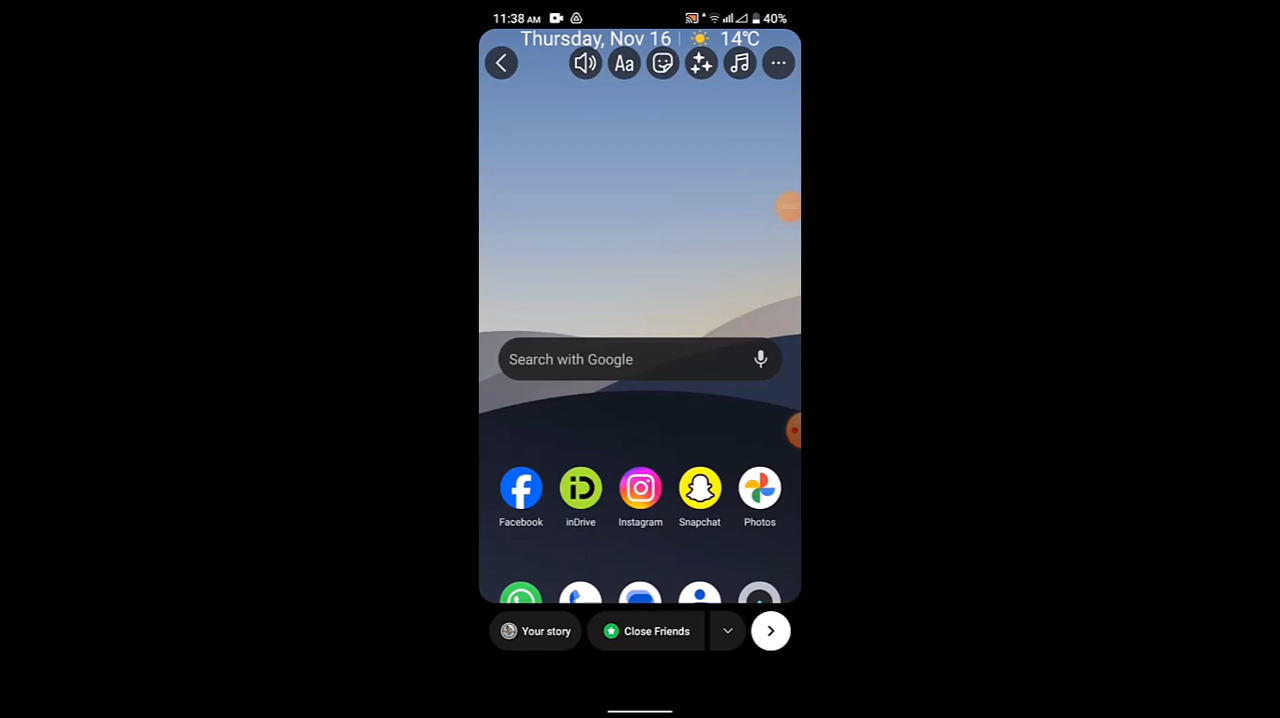 11:38 AM 40%
Thursday, Nov 16 | 14°C
Aa
Search with Google
Facebook inDrive Instagram Snapchat Photos
Your story Close Friends